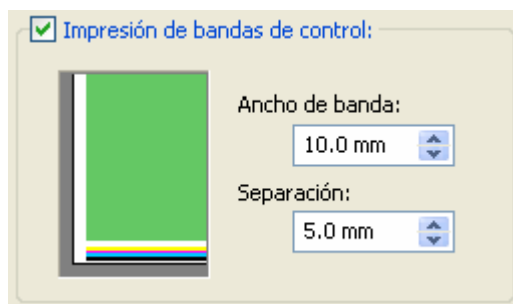 Impresión de bandas de control:
Ancho de banda:
10.0 mm
Separación:
5.0 mm